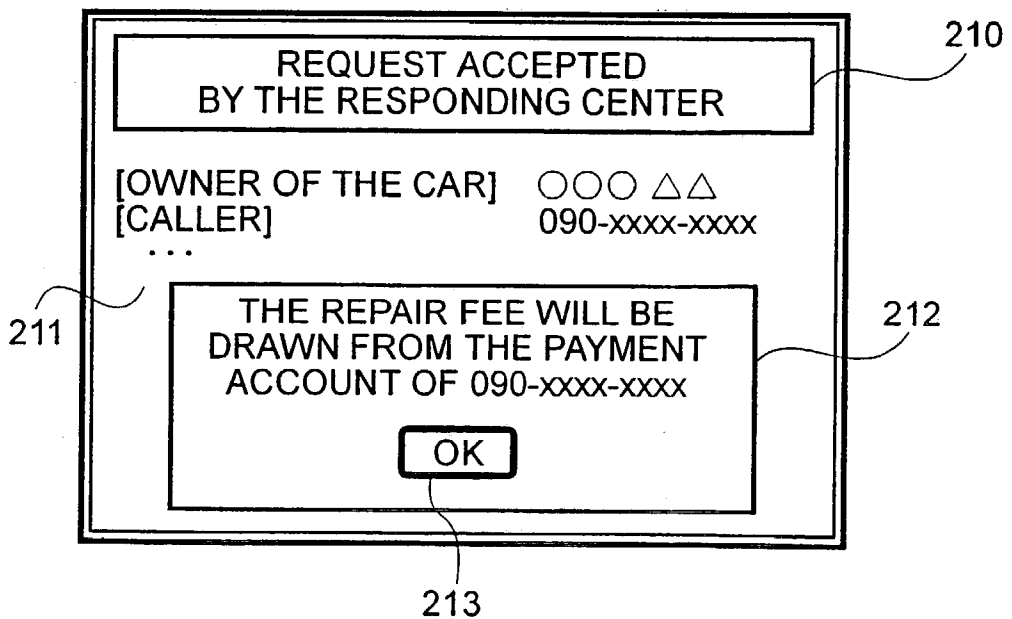 REQUEST ACCEPTED
BY THE RESPONDING CENTER
210
[OWNER OF THE CAR] ○○○ △△
[CALLER] 090-xxxx-xxxx
...
211
THE REPAIR FEE WILL BE
DRAWN FROM THE PAYMENT
ACCOUNT OF 090-xxxx-xxxx
212
OK
213